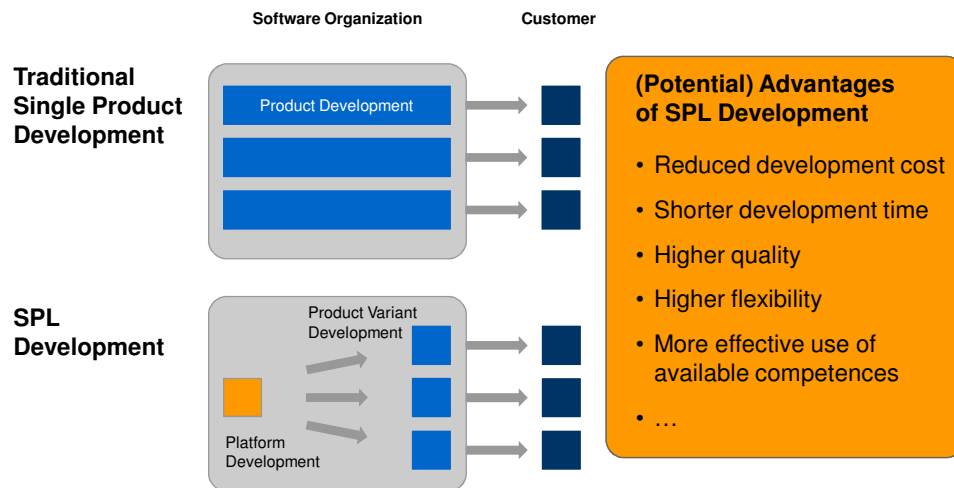 Software Organization
Customer
Traditional
Single Product
Development
Product Development
SPL
Development
Product Variant
Development
Platform
Development
(Potential) Advantages
of SPL Development
• Reduced development cost
• Shorter development time
• Higher quality
• Higher flexibility
• More effective use of
available competences
• …